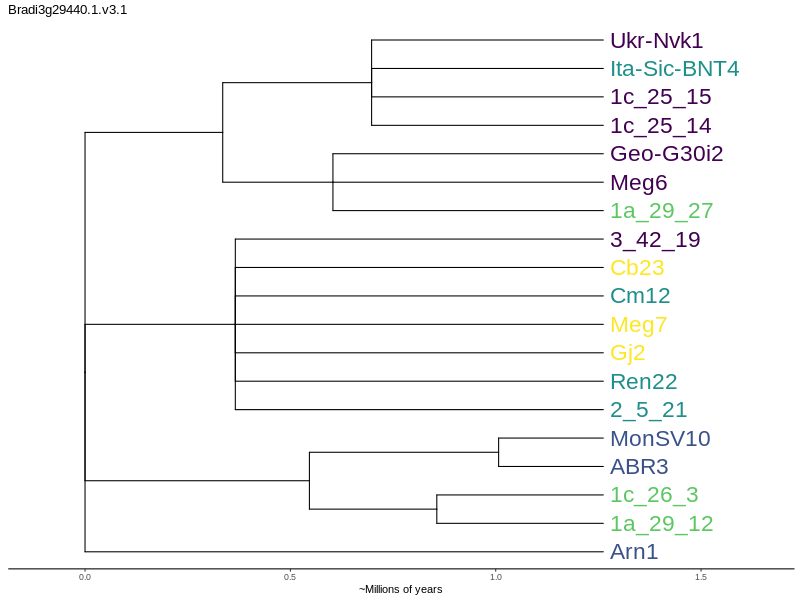 Bradi3g29440.1.v3.1
Ukr-Nvk1
Ita-Sic-BNT4
1c_25_15
1c_25_14
Geo-G30i2
Meg6
1a_29_27
3_42_19
Cb23
Cm12
Meg7
Gj2
Ren22
2_5_21
MonSV10
ABR3
1c_26_3
1a_29_12
Arn1
0.0 0.5 1.0 1.5
~Millions of years